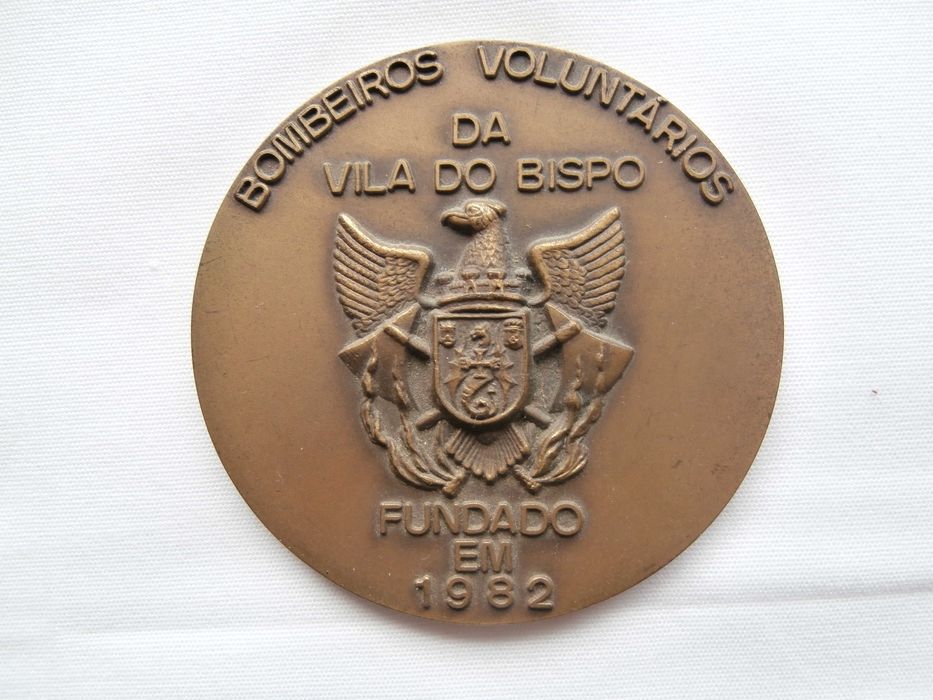 BOMBEIROS VOLUNTÁRIOS
DA
VILA DO BISPO
FUNDADO
EM
1982